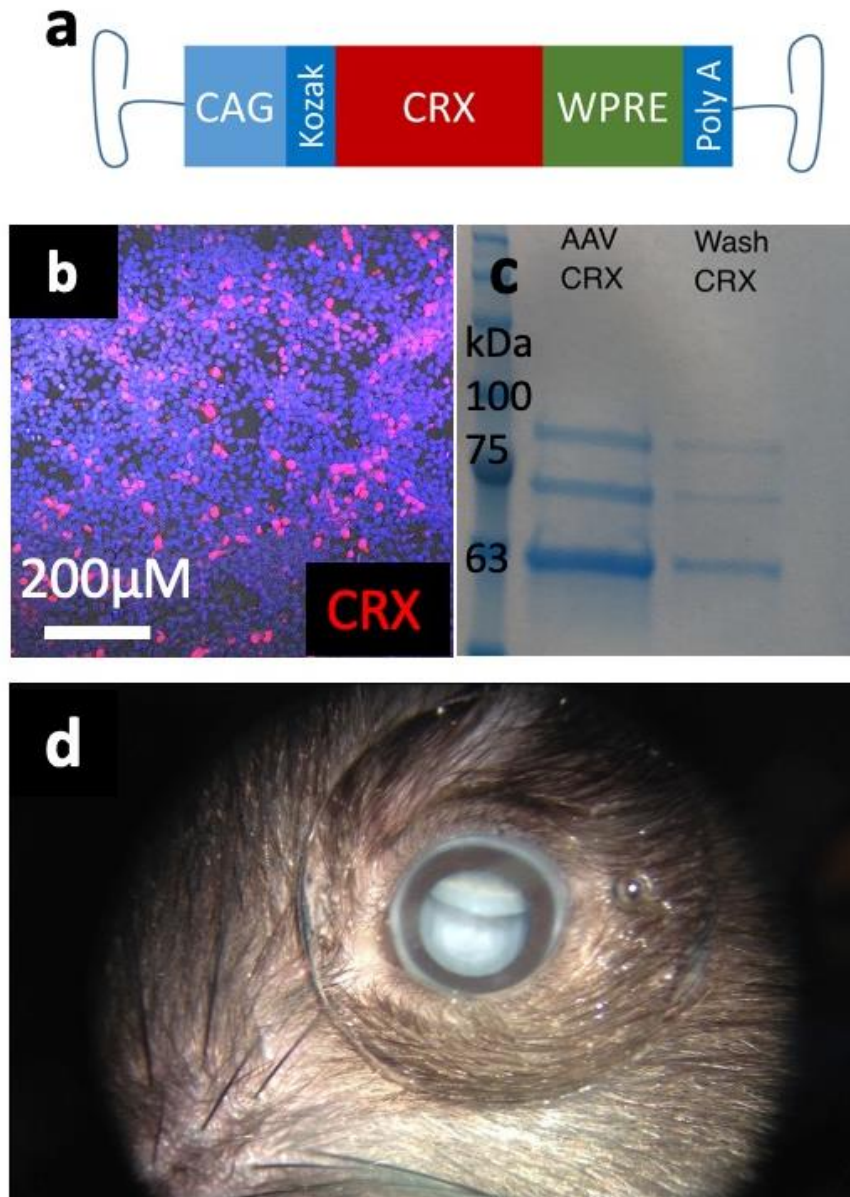 a
CAG Kozak CRX WPRE Poly A
b
200µM
CRX
c
AAV Wash
CRX CRX
kDa
100
75
63
d